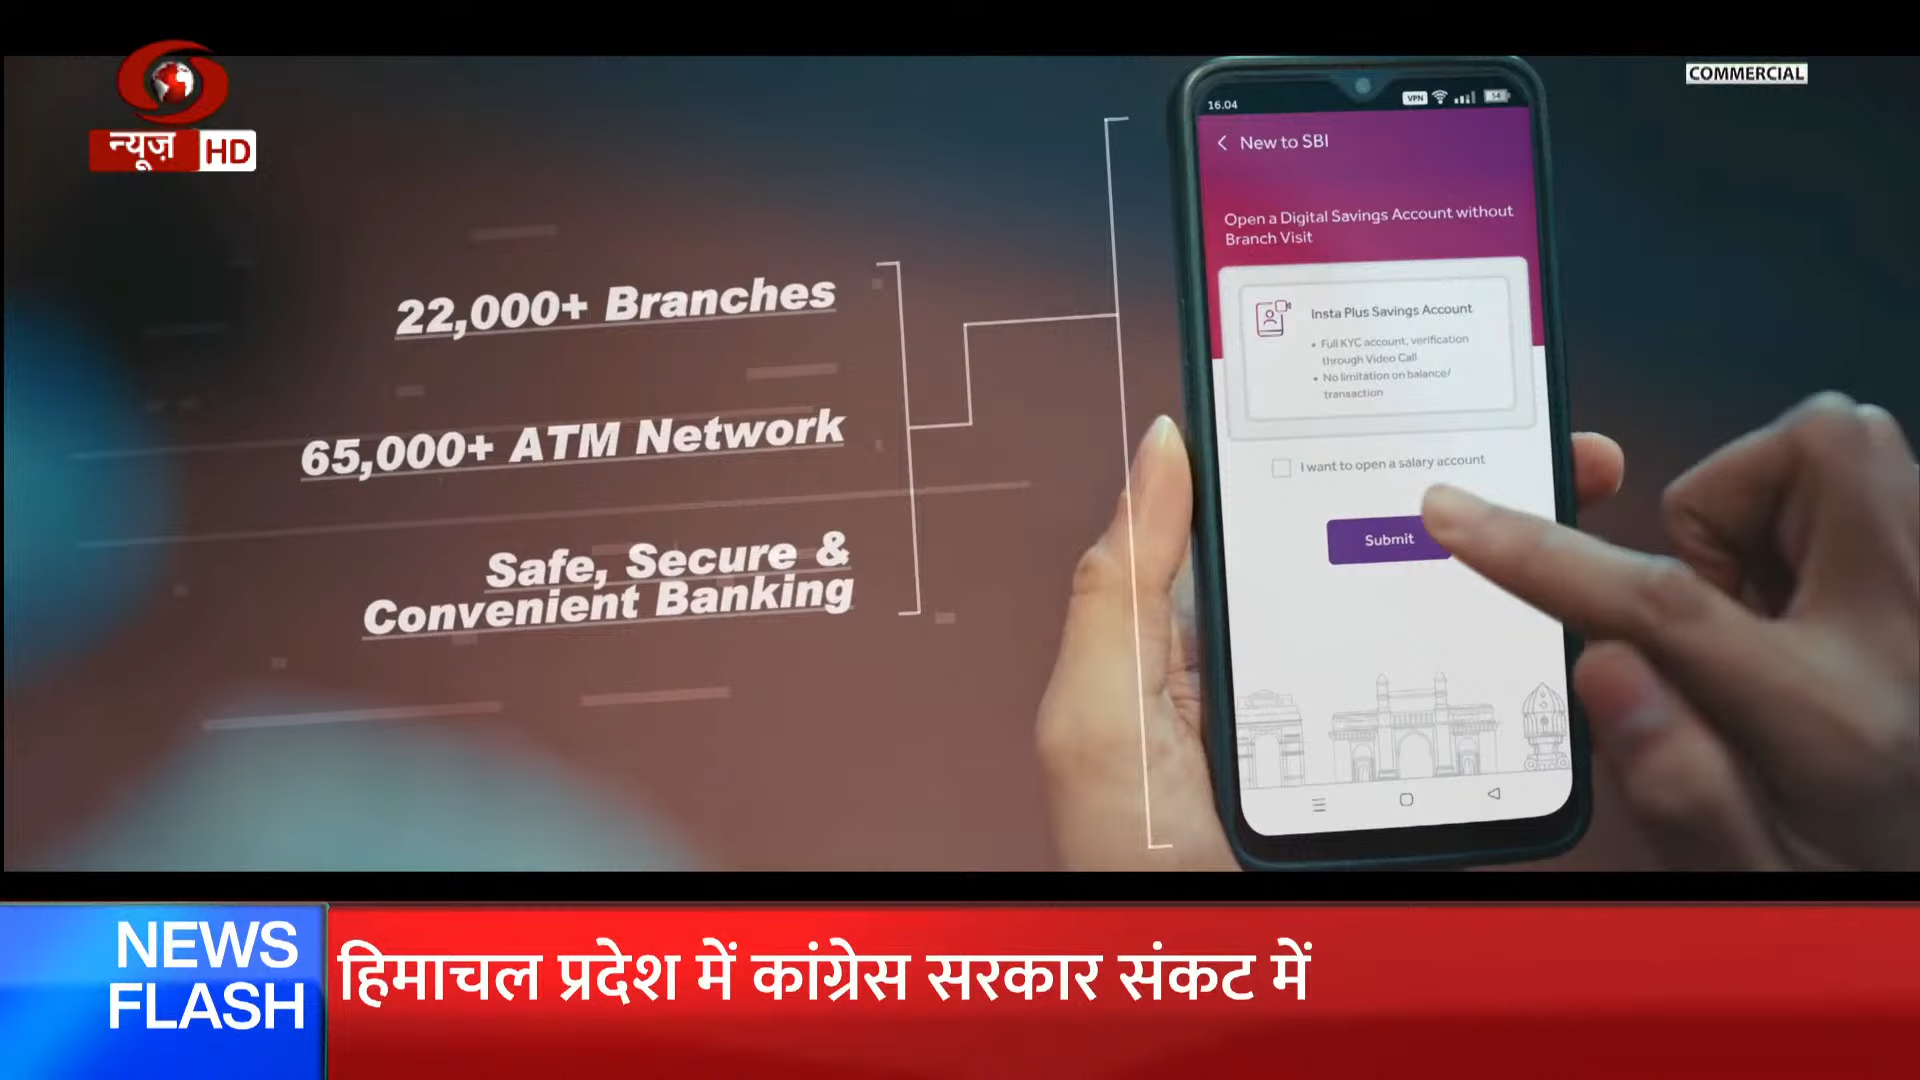 न्यूज़ HD
COMMERCIAL
22,000+ Branches
65,000+ ATM Network
Safe, Secure &
Convenient Banking
16.04
VPN
54
New to SBI
Open a Digital Savings Account without
Branch Visit
Insta Plus Savings Account
• Full KYC account, verification
through Video Call
• No limitation on balance/
transaction
I want to open a salary account
Submit
NEWS
FLASH
हिमाचल प्रदेश में कांग्रेस सरकार संकट में